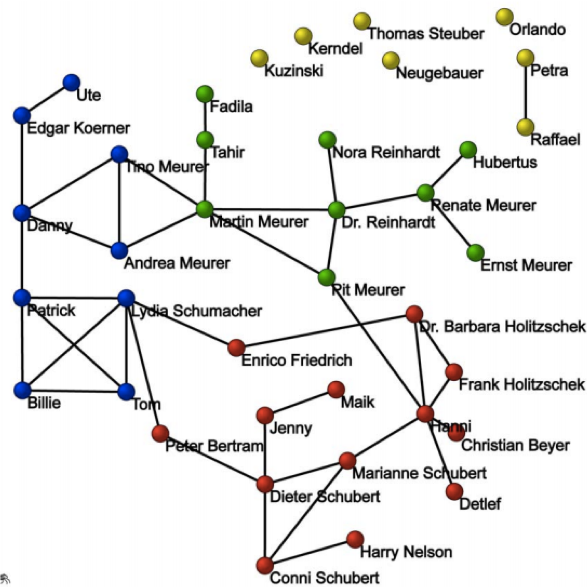 Orlando
Thomas Steuber
Kerndel
Kuzinski
Neugebauer
Petra
Ute
Fadila
Edgar Koerner
Raffael
Tino Meurer
Tahir
Nora Reinhardt
Hubertus
Renate Meurer
Danny
Martin Meurer
Dr. Reinhardt
Andrea Meurer
Ernst Meurer
Pit Meurer
Patrick
Lydia Schumacher
Dr. Barbara Holitzschek
Enrico Friedrich
Frank Holitzschek
Billie
Tom
Maik
Jenny
Hanni
Peter Bertram
Christian Beyer
Marianne Schubert
Dieter Schubert
Detlef
Harry Nelson
Conni Schubert